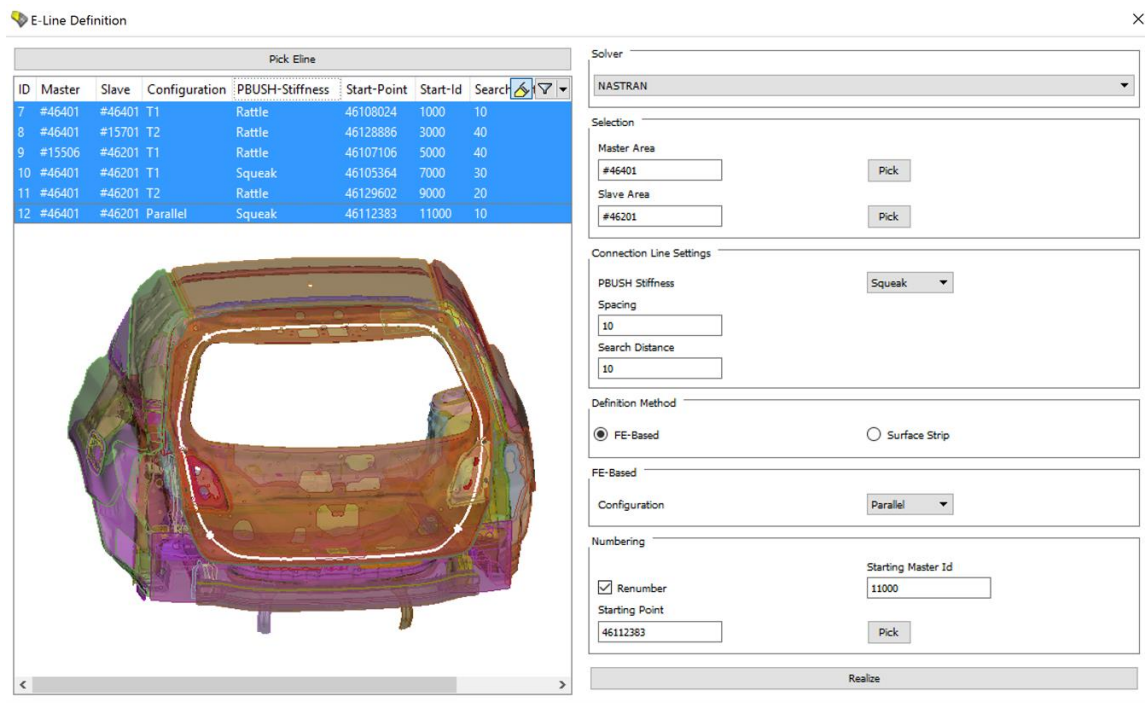 E-Line Definition
Pick Eline
ID Master Slave Configuration PBUSH-Stiffness Start-Point Start-Id Search
7 #46401 #46401 T1 Rattle 46108024 1000 10
8 #46401 #15701 T2 Rattle 46128886 3000 40
9 #15506 #46201 T1 Rattle 46107106 5000 40
10 #46401 #46201 T1 Squeak 46105364 7000 30
11 #46401 #46201 T2 Rattle 46129602 9000 20
12 #46401 #46201 Parallel Squeak 46112383 11000 10
Solver
NASTRAN
Selection
Master Area
#46401 Pick
Slave Area
#46201 Pick
Connection Line Settings
PBUSH Stiffness Squeak
Spacing
10
Search Distance
10
Definition Method
FE-Based Surface Strip
FE-Based
Configuration Parallel
Numbering
Starting Master Id
Renumber 11000
Starting Point
46112383 Pick
Realize